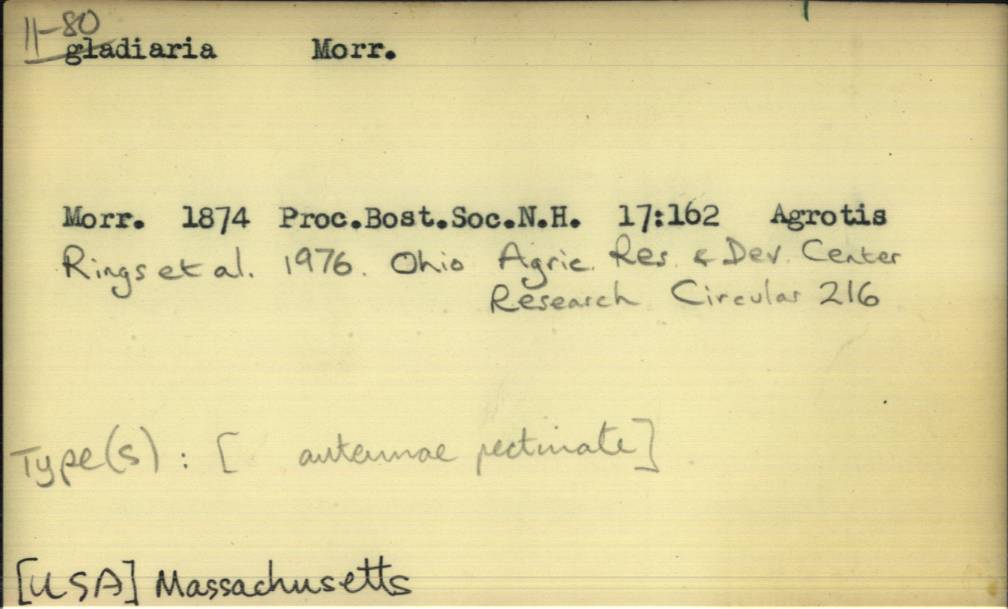 11-80
gladiaria Morr.
Morr. 1874 Proc.Bost.Soc.N.H. 17:162 Agrotis
Rings et al. 1976. Ohio Agric. Res. & Dev. Center
Research Circular 216
Type(s) : [ antennae pectinate]
[USA] Massachusetts